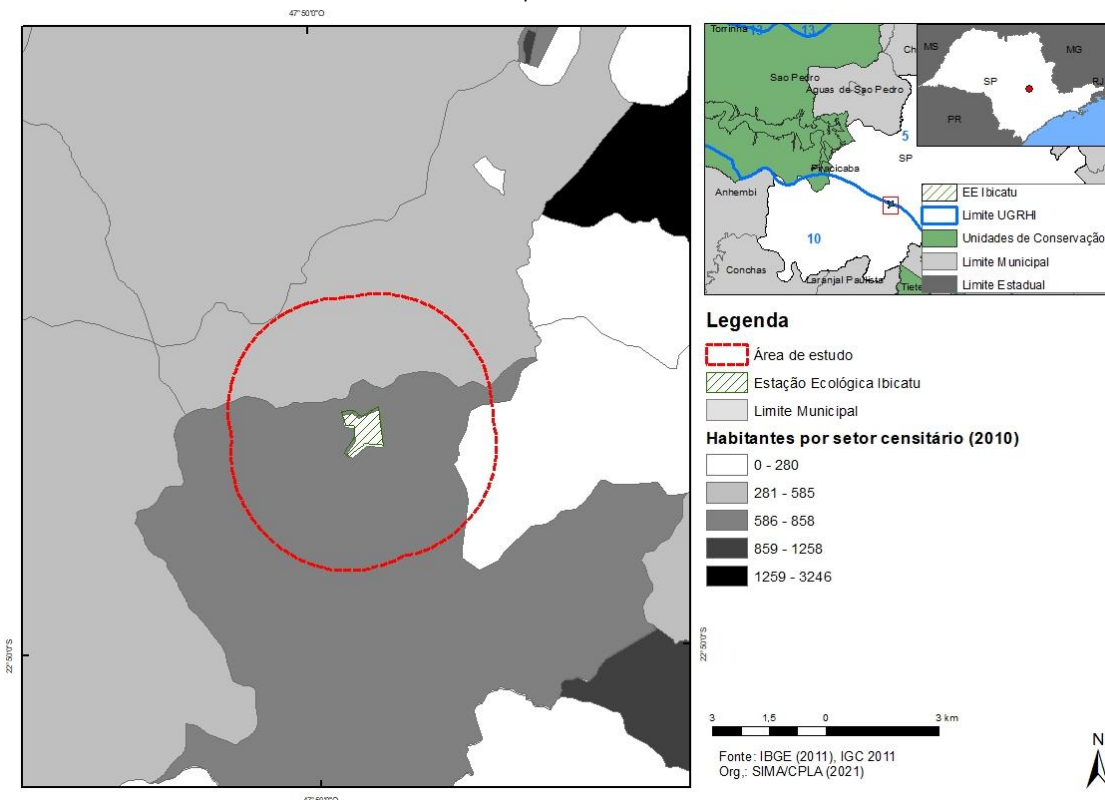 47°50'0"O
22°50'0"S
47°50'0"O
22°50'0"S
Torrinha
13
13
Ch
Sao Pedro
Aguas de Sao Pedro
5
SP
Piracicaba
Anhembi
10
Conchas
Laranjal Paulista
Tiete
MS
MG
SP
RJ
PR
EE Ibicatu
Limite UGRHI
Unidades de Conservação
Limite Municipal
Limite Estadual
Legenda
Área de estudo
Estação Ecológica Ibicatu
Limite Municipal
Habitantes por setor censitário (2010)
0 - 280
281 - 585
586 - 858
859 - 1258
1259 - 3246
3 1,5 0 3 km
Fonte: IBGE (2011), IGC 2011
Org,: SIMA/CPLA (2021)
N